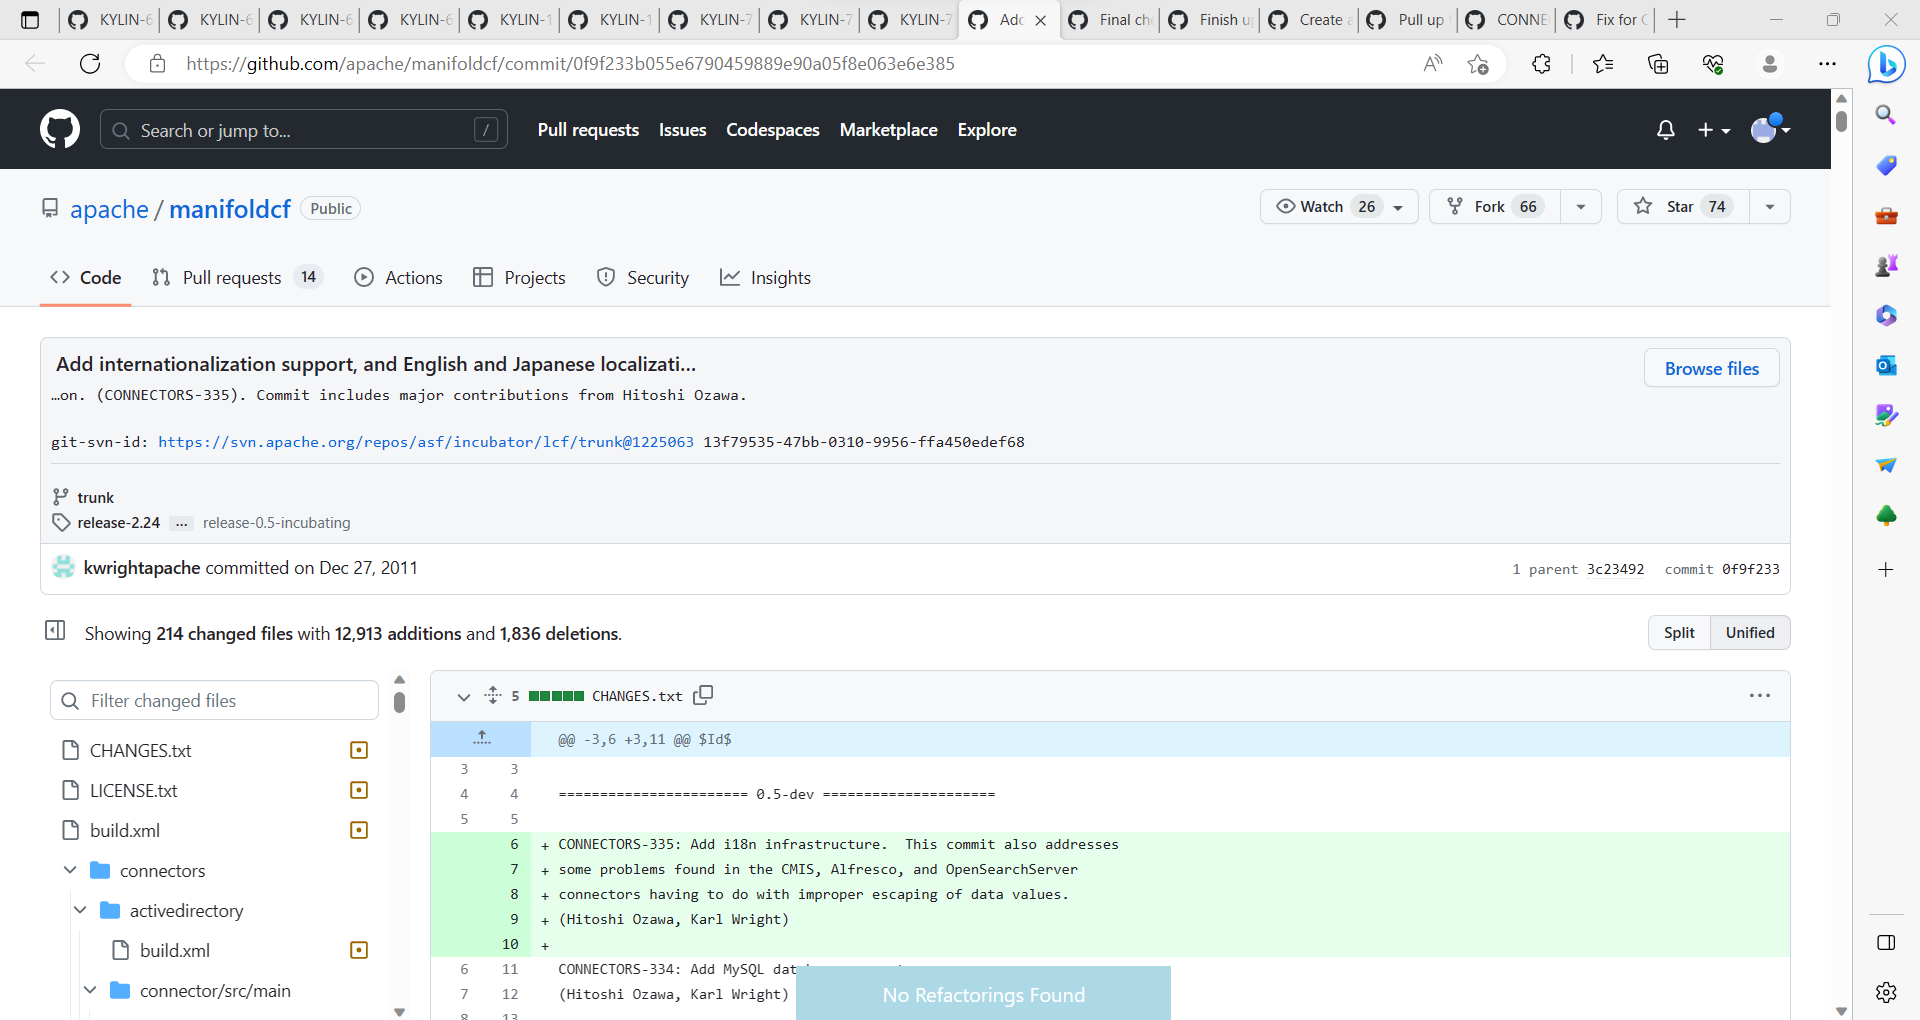 KYLIN-6
KYLIN-6
KYLIN-6
KYLIN-6
KYLIN-1
KYLIN-1
KYLIN-7
KYLIN-7
KYLIN-7
Add
Final che
Finish up
Create a
Pull up
CONNE
Fix for C
https://github.com/apache/manifoldcf/commit/0f9f233b055e6790459889e90a05f8e063e6e385
Search or jump to...
/
Pull requests
Issues
Codespaces
Marketplace
Explore
apache / manifoldcf
Public
Watch 26
Fork 66
Star 74
Code
Pull requests 14
Actions
Projects
Security
Insights
Add internationalization support, and English and Japanese localizati…
Browse files
…on. (CONNECTORS-335). Commit includes major contributions from Hitoshi Ozawa.
git-svn-id: https://svn.apache.org/repos/asf/incubator/lcf/trunk@1225063 13f79535-47bb-0310-9956-ffa450edef68
trunk
release-2.24 … release-0.5-incubating
kwrightapache committed on Dec 27, 2011
1 parent 3c23492 commit 0f9f233
Showing 214 changed files with 12,913 additions and 1,836 deletions.
Split Unified
Filter changed files
CHANGES.txt
LICENSE.txt
build.xml
connectors
activedirectory
build.xml
connector/src/main
5 CHANGES.txt
@@ -3,6 +3,11 @@ $Id$
3 3
4 4 ======================= 0.5-dev =====================
5 5
6 + CONNECTORS-335: Add i18n infrastructure.  This commit also addresses
7 + some problems found in the CMIS, Alfresco, and OpenSearchServer
8 + connectors having to do with improper escaping of data values.
9 + (Hitoshi Ozawa, Karl Wright)
10 +
6 11 CONNECTORS-334: Add MySQL
7 12 (Hitoshi Ozawa, Karl Wright)
8 13
No Refactorings Found